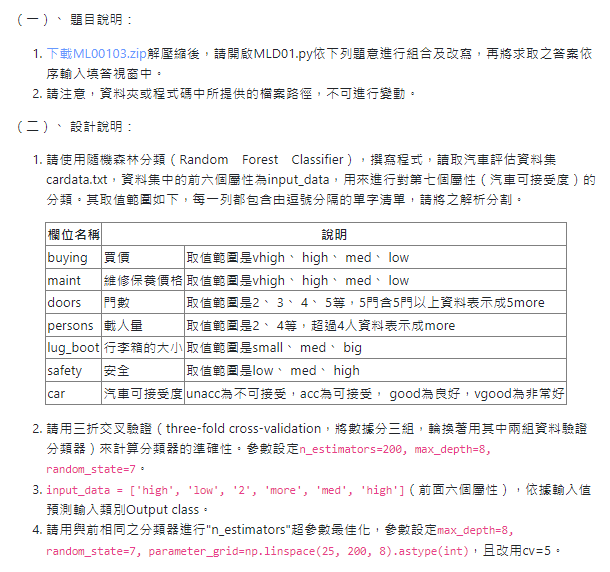 (一)、 題目說明：
1. 下載ML00103.zip解壓縮後，請開啟MLD01.py依下列題意進行組合及改寫，再將求取之答案依
序輸入填答視窗中。
2. 請注意，資料夾或程式碼中所提供的檔案路徑，不可進行變動。
(二)、 設計說明：
1. 請使用隨機森林分類（Random　Forest　Classifier），撰寫程式，讀取汽車評估資料集
cardata.txt，資料集中的前六個屬性為input_data，用來進行對第七個屬性（汽車可接受度）的
分類。其取值範圍如下，每一列都包含由逗號分隔的單字清單，請將之解析分割。
欄位名稱 說明
buying 買價 取值範圍是vhigh、 high、 med、 low
maint 維修保養價格 取值範圍是vhigh、 high、 med、 low
doors 門數 取值範圍是2、 3、 4、 5等，5門含5門以上資料表示成5more
persons 載人量 取值範圍是2、 4等，超過4人資料表示成more
lug_boot 行李箱的大小 取值範圍是small、 med、 big
safety 安全 取值範圍是low、 med、 high
car 汽車可接受度 unacc為不可接受，acc為可接受， good為良好，vgood為非常好
2. 請用三折交叉驗證（three-fold cross-validation，將數據分三組，輪換著用其中兩組資料驗證
分類器）來計算分類器的準確性。參數設定n_estimators=200, max_depth=8,
random_state=7。
3. input_data = ['high', 'low', '2', 'more', 'med', 'high']（前面六個屬性），依據輸入值
預測輸入類別Output class。
4. 請用與前相同之分類器進行"n_estimators"超參數最佳化，參數設定max_depth=8,
random_state=7, parameter_grid=np.linspace(25, 200, 8).astype(int)，且改用cv=5。